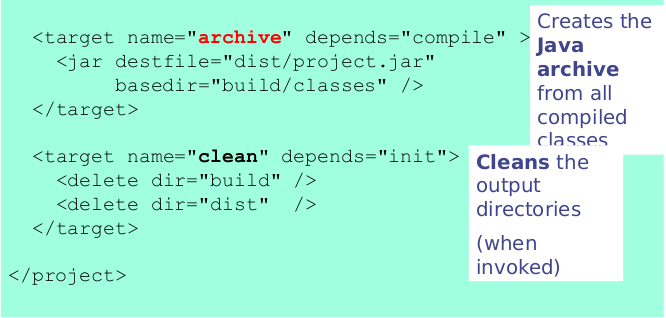 <target name="archive" depends="compile" >
<jar destfile="dist/project.jar"
basedir="build/classes" />
</target>
<target name="clean" depends="init">
<delete dir="build" />
<delete dir="dist"  />
</target>
</project>
Creates the
Java
archive
from all
compiled
classes
Cleans the
output
directories
(when
invoked)